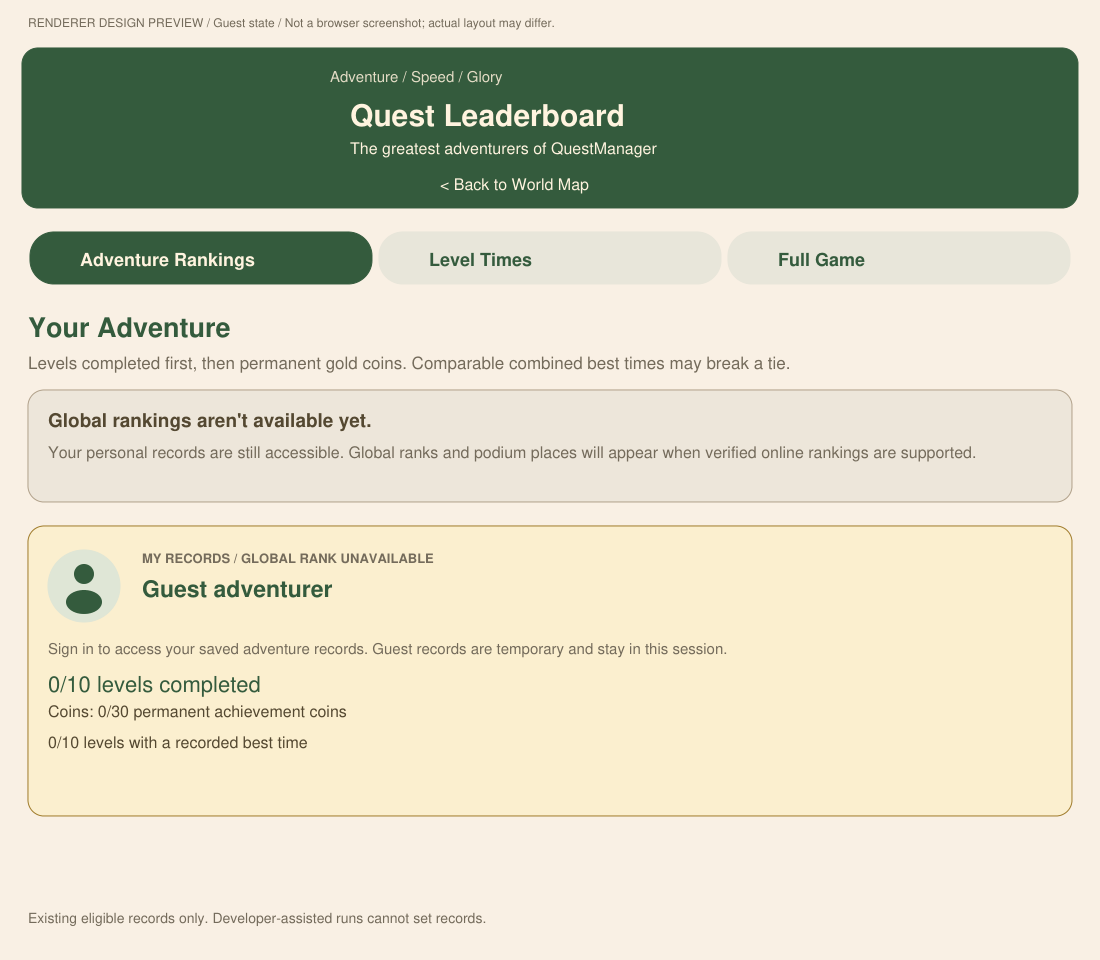 RENDERER DESIGN PREVIEW / Guest state / Not a browser screenshot; actual layout may differ.
Adventure / Speed / Glory
Quest Leaderboard
The greatest adventurers of QuestManager
< Back to World Map
Adventure Rankings
Level Times
Full Game
Your Adventure
Levels completed first, then permanent gold coins. Comparable combined best times may break a tie.
Global rankings aren't available yet.
Your personal records are still accessible. Global ranks and podium places will appear when verified online rankings are supported.
MY RECORDS / GLOBAL RANK UNAVAILABLE
Guest adventurer
Sign in to access your saved adventure records. Guest records are temporary and stay in this session.
0/10 levels completed
Coins: 0/30 permanent achievement coins
0/10 levels with a recorded best time
Existing eligible records only. Developer-assisted runs cannot set records.